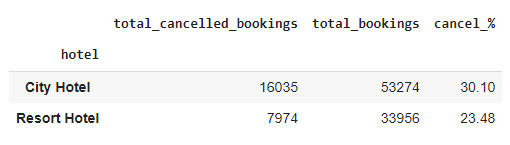 total_cancelled_bookings total_bookings cancel_%
hotel
City Hotel 16035 53274 30.10
Resort Hotel 7974 33956 23.48